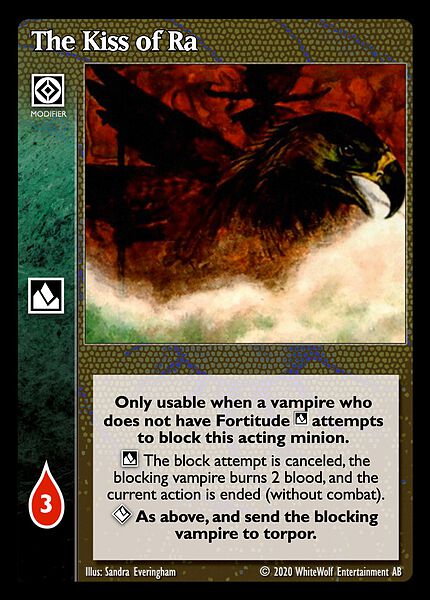 The Kiss of Ra
MODIFIER
Only usable when a vampire who
does not have Fortitude attempts
to block this acting minion.
The block attempt is canceled, the
blocking vampire burns 2 blood, and
the current action is ended (without combat).
As above, and send the blocking
vampire to torpor.
3
Illus: Sandra Everingham
© 2020 WhiteWolf Entertainment AB